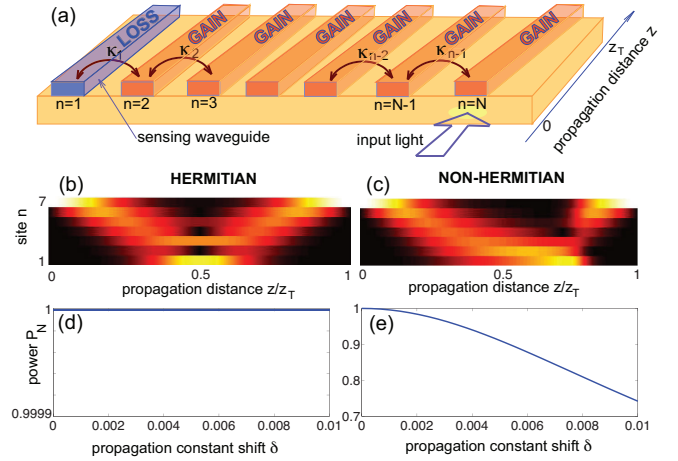 (a)
LOSS GAIN GAIN GAIN GAIN GAIN GAIN
κ1 κ2 κn-2 κn-1
n=1 n=2 n=3 n=N-1 n=N
sensing waveguide
input light
0 propagation distance z zT
(b) HERMITIAN
site n
7
1
0 0.5 1
propagation distance z/zT
(c) NON-HERMITIAN
0 0.5 1
propagation distance z/zT
(d)
power PN
1
0.9999
0 0.002 0.004 0.006 0.008 0.01
propagation constant shift δ
(e)
1
0.9
0.8
0.7
0 0.002 0.004 0.006 0.008 0.01
propagation constant shift δ